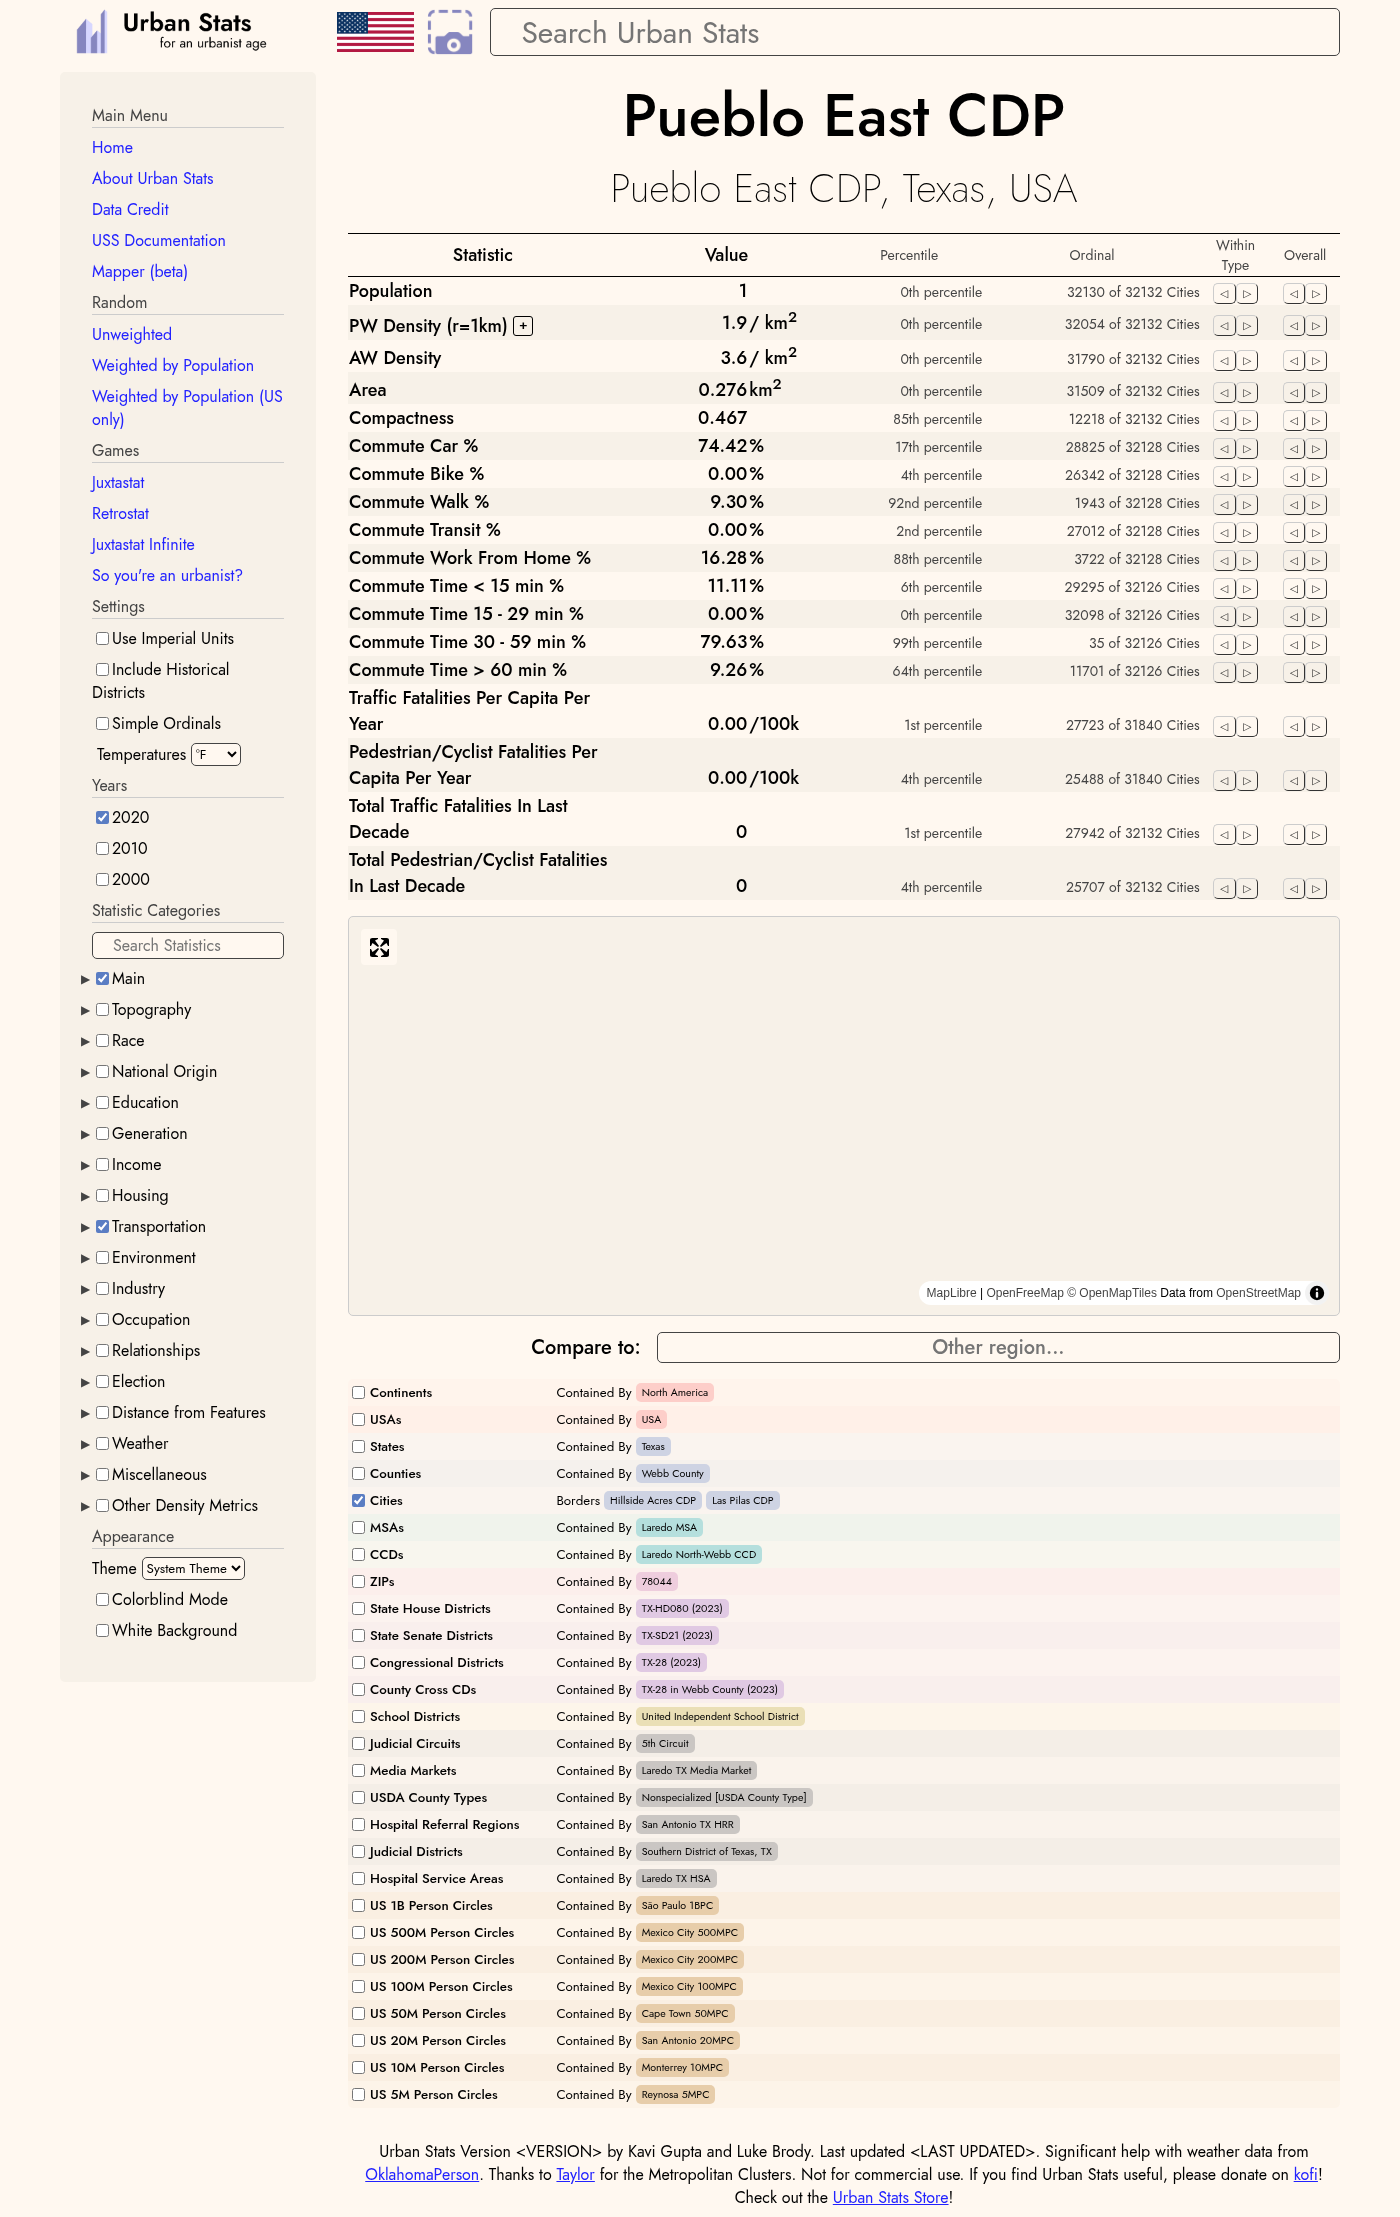 Urban Stats
for an urbanist age
Search Urban Stats
Main Menu
Home
About Urban Stats
Data Credit
USS Documentation
Mapper (beta)
Random
Unweighted
Weighted by Population
Weighted by Population (US
only)
Games
Juxtastat
Retrostat
Juxtastat Infinite
So you're an urbanist?
Settings
Use Imperial Units
Include Historical
Districts
Simple Ordinals
Temperatures °F
Years
2020
2010
2000
Statistic Categories
Search Statistics
Main
Topography
Race
National Origin
Education
Generation
Income
Housing
Transportation
Environment
Industry
Occupation
Relationships
Election
Distance from Features
Weather
Miscellaneous
Other Density Metrics
Appearance
Theme System Theme
Colorblind Mode
White Background
Pueblo East CDP
Pueblo East CDP, Texas, USA
Statistic Value Percentile Ordinal Within Type Overall
Population 1 0th percentile 32130 of 32132 Cities
PW Density (r=1km) + 1.9 / km² 0th percentile 32054 of 32132 Cities
AW Density 3.6 / km² 0th percentile 31790 of 32132 Cities
Area 0.276 km² 0th percentile 31509 of 32132 Cities
Compactness 0.467 85th percentile 12218 of 32132 Cities
Commute Car % 74.42% 17th percentile 28825 of 32128 Cities
Commute Bike % 0.00% 4th percentile 26342 of 32128 Cities
Commute Walk % 9.30% 92nd percentile 1943 of 32128 Cities
Commute Transit % 0.00% 2nd percentile 27012 of 32128 Cities
Commute Work From Home % 16.28% 88th percentile 3722 of 32128 Cities
Commute Time < 15 min % 11.11% 6th percentile 29295 of 32126 Cities
Commute Time 15 - 29 min % 0.00% 0th percentile 32098 of 32126 Cities
Commute Time 30 - 59 min % 79.63% 99th percentile 35 of 32126 Cities
Commute Time > 60 min % 9.26% 64th percentile 11701 of 32126 Cities
Traffic Fatalities Per Capita Per
Year 0.00 /100k 1st percentile 27723 of 31840 Cities
Pedestrian/Cyclist Fatalities Per
Capita Per Year 0.00 /100k 4th percentile 25488 of 31840 Cities
Total Traffic Fatalities In Last
Decade 0 1st percentile 27942 of 32132 Cities
Total Pedestrian/Cyclist Fatalities
In Last Decade 0 4th percentile 25707 of 32132 Cities
MapLibre | OpenFreeMap © OpenMapTiles Data from OpenStreetMap
Compare to: Other region...
Continents Contained By North America
USAs Contained By USA
States Contained By Texas
Counties Contained By Webb County
Cities Borders Hillside Acres CDP Las Pilas CDP
MSAs Contained By Laredo MSA
CCDs Contained By Laredo North-Webb CCD
ZIPs Contained By 78044
State House Districts Contained By TX-HD080 (2023)
State Senate Districts Contained By TX-SD21 (2023)
Congressional Districts Contained By TX-28 (2023)
County Cross CDs Contained By TX-28 in Webb County (2023)
School Districts Contained By United Independent School District
Judicial Circuits Contained By 5th Circuit
Media Markets Contained By Laredo TX Media Market
USDA County Types Contained By Nonspecialized [USDA County Type]
Hospital Referral Regions Contained By San Antonio TX HRR
Judicial Districts Contained By Southern District of Texas, TX
Hospital Service Areas Contained By Laredo TX HSA
US 1B Person Circles Contained By São Paulo 1BPC
US 500M Person Circles Contained By Mexico City 500MPC
US 200M Person Circles Contained By Mexico City 200MPC
US 100M Person Circles Contained By Mexico City 100MPC
US 50M Person Circles Contained By Cape Town 50MPC
US 20M Person Circles Contained By San Antonio 20MPC
US 10M Person Circles Contained By Monterrey 10MPC
US 5M Person Circles Contained By Reynosa 5MPC
Urban Stats Version <VERSION> by Kavi Gupta and Luke Brody. Last updated <LAST UPDATED>. Significant help with weather data from
OklahomaPerson. Thanks to Taylor for the Metropolitan Clusters. Not for commercial use. If you find Urban Stats useful, please donate on kofi!
Check out the Urban Stats Store!